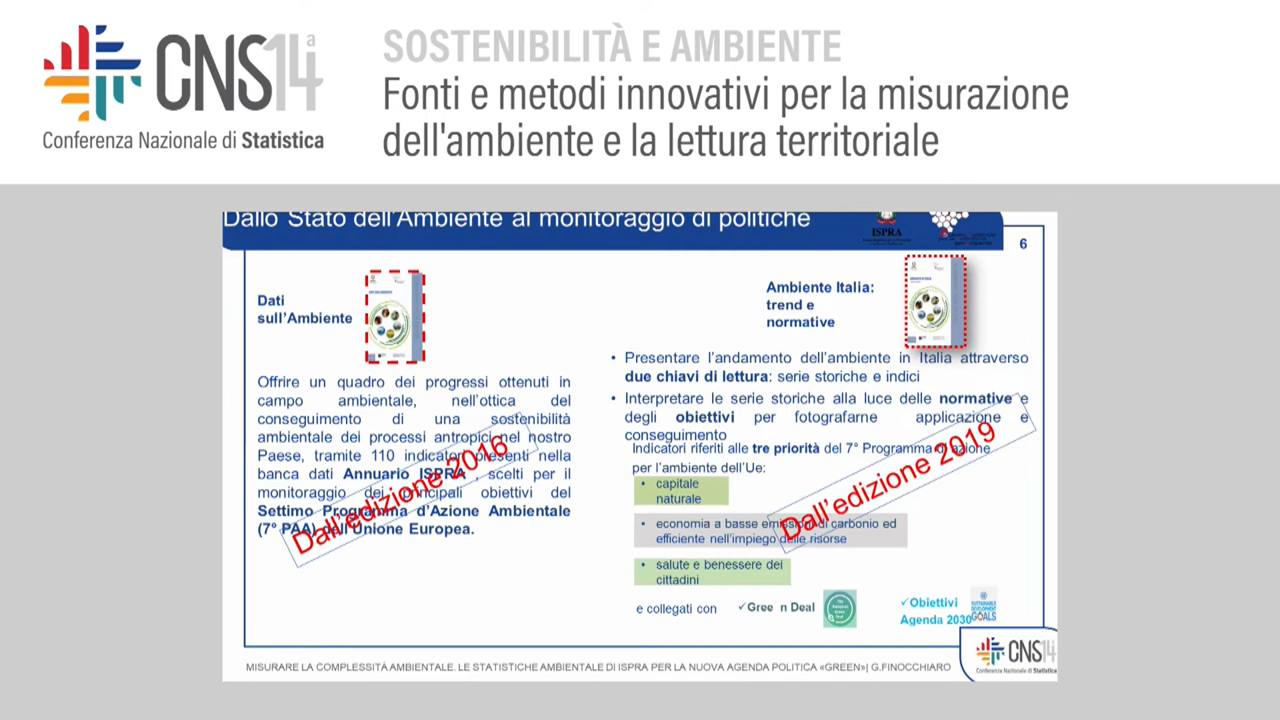 CNS14ª
Conferenza Nazionale di Statistica
SOSTENIBILITÀ E AMBIENTE
Fonti e metodi innovativi per la misurazione
dell'ambiente e la lettura territoriale
Dallo Stato dell'Ambiente al monitoraggio di politiche
ISPRA
6
Dati
sull'Ambiente
Offrire un quadro dei progressi ottenuti in
campo ambientale, nell'ottica del
conseguimento di una sostenibilità
ambientale dei processi antropici nel nostro
Paese, tramite 110 indicatori presenti nella
banca dati Annuario ISPRA , scelti per il
monitoraggio dei principali obiettivi del
Settimo Programma d'Azione Ambientale
(7° PAA) dell'Unione Europea.
Dall'edizione 2016
Ambiente Italia:
trend e
normative
• Presentare l'andamento dell'ambiente in Italia attraverso
due chiavi di lettura: serie storiche e indici
• Interpretare le serie storiche alla luce delle normative e
degli obiettivi per fotografarne applicazione e
conseguimento
Indicatori riferiti alle tre priorità del 7° Programma di azione
per l'ambiente dell'Ue:
• capitale
naturale
• economia a basse emissioni di carbonio ed
efficiente nell'impiego delle risorse
• salute e benessere dei
cittadini
Dall'edizione 2019
e collegati con
✓Gree n Deal
✓Obiettivi
Agenda 2030
SUSTAINABLE
DEVELOPMENT
GOALS
MISURARE LA COMPLESSITÀ AMBIENTALE. LE STATISTICHE AMBIENTALE DI ISPRA PER LA NUOVA AGENDA POLITICA «GREEN»| G.FINOCCHIARO
CNS14
Conferenza Nazionale di Statistica